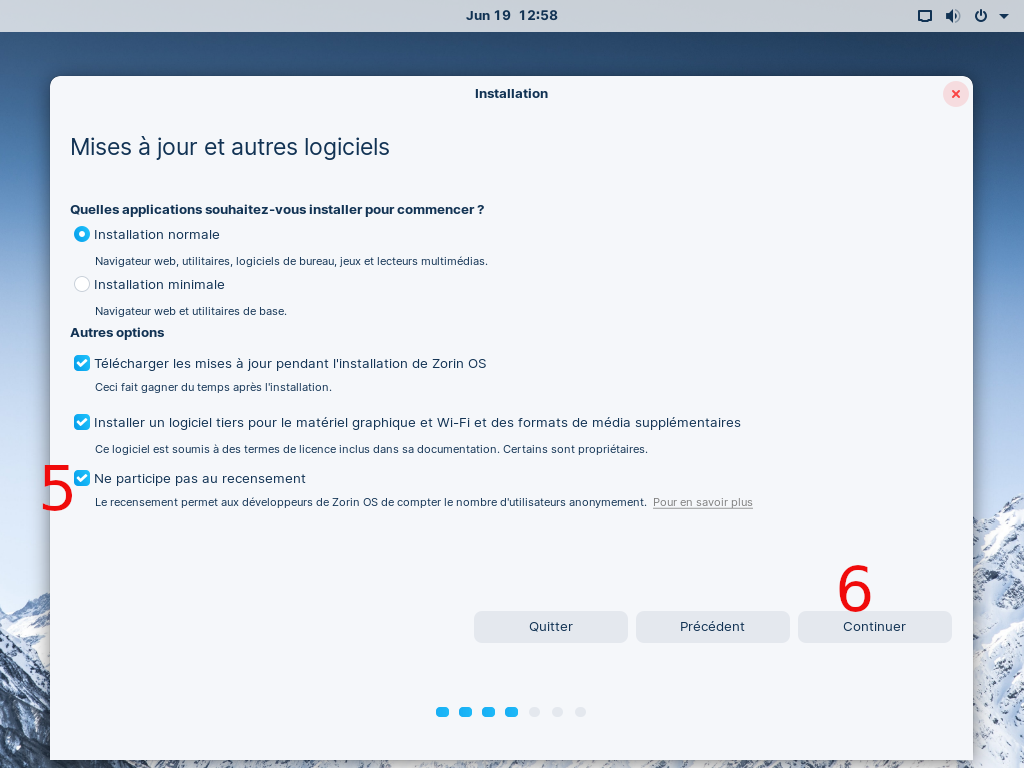 Jun 19 12:58
Installation
Mises à jour et autres logiciels
Quelles applications souhaitez-vous installer pour commencer ?
Installation normale
Navigateur web, utilitaires, logiciels de bureau, jeux et lecteurs multimédias.
Installation minimale
Navigateur web et utilitaires de base.
Autres options
Télécharger les mises à jour pendant l'installation de Zorin OS
Ceci fait gagner du temps après l'installation.
Installer un logiciel tiers pour le matériel graphique et Wi-Fi et des formats de média supplémentaires
Ce logiciel est soumis à des termes de licence inclus dans sa documentation. Certains sont propriétaires.
5 Ne participe pas au recensement
Le recensement permet aux développeurs de Zorin OS de compter le nombre d'utilisateurs anonymement. Pour en savoir plus
6
Quitter Précédent Continuer